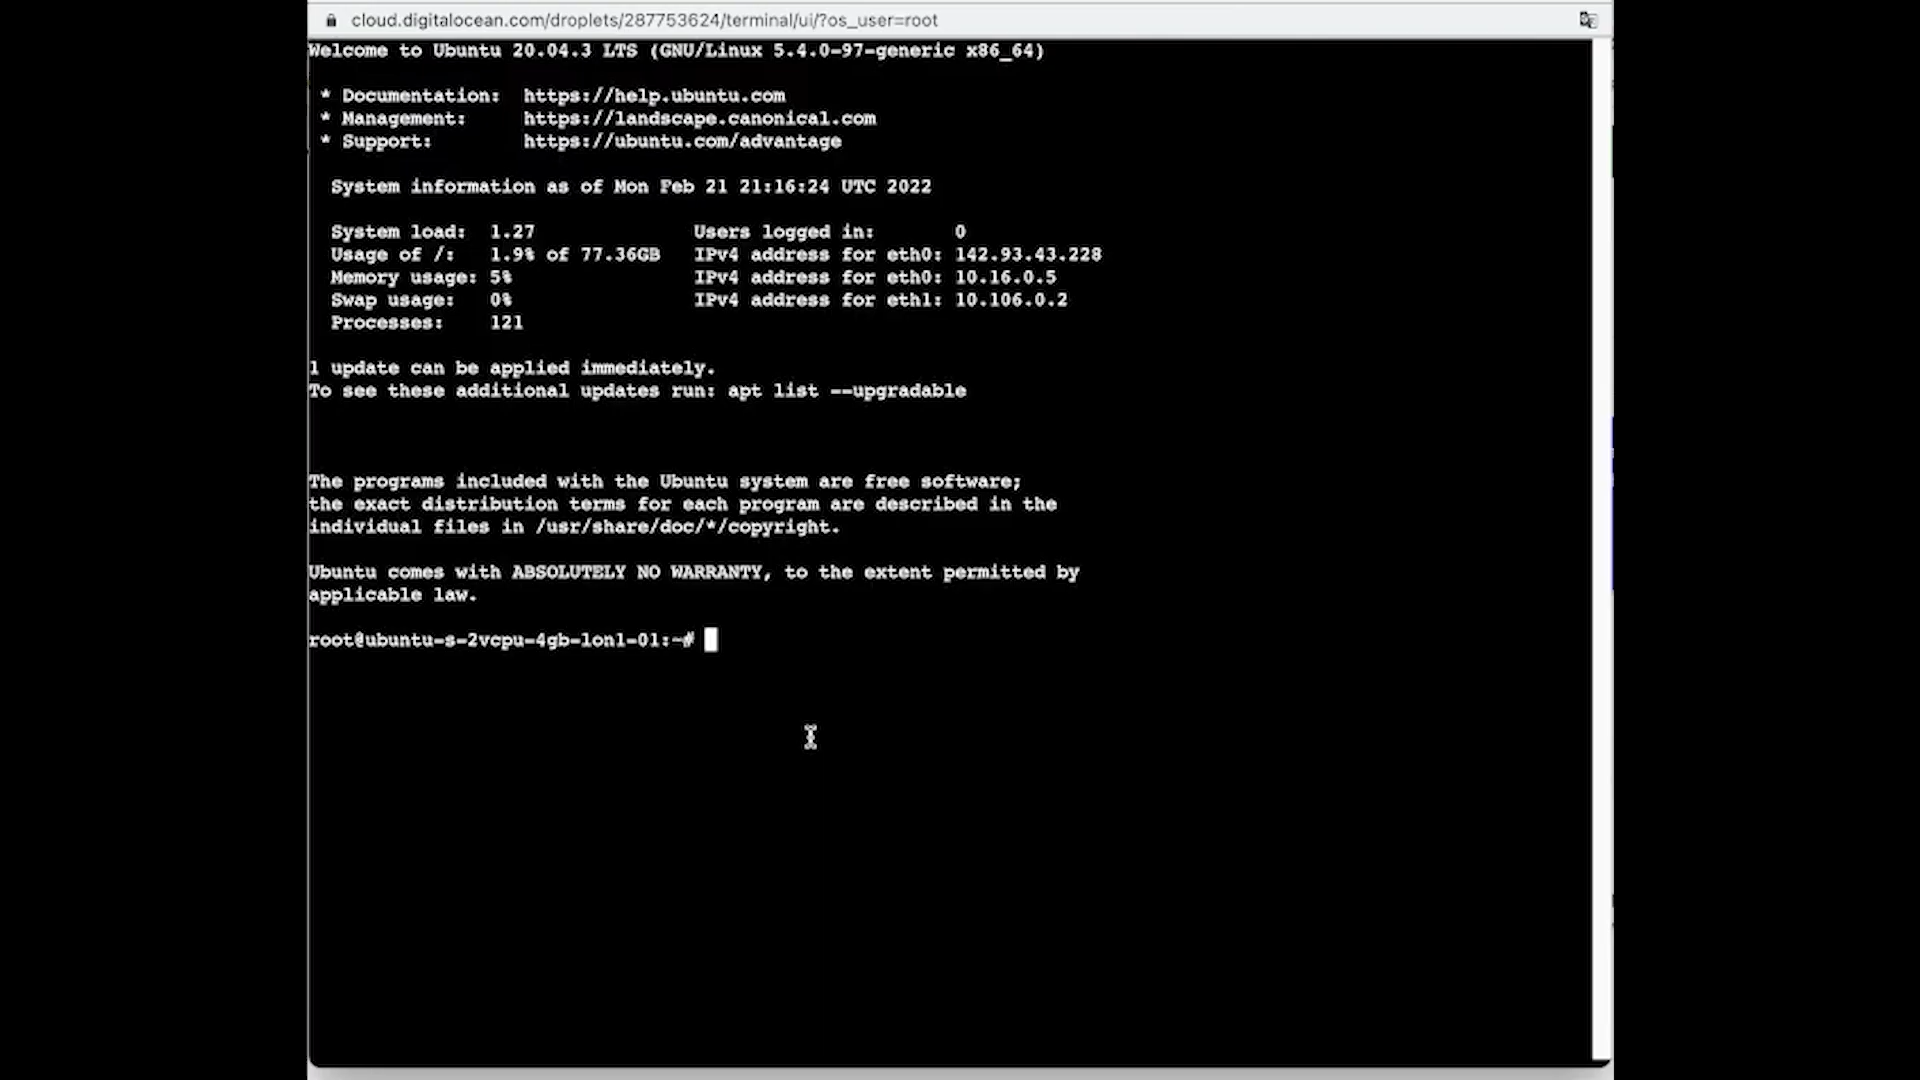 cloud.digitalocean.com/droplets/287753624/terminal/ui/?os_user=root
Welcome to Ubuntu 20.04.3 LTS (GNU/Linux 5.4.0-97-generic x86_64)
* Documentation: https://help.ubuntu.com
* Management: https://landscape.canonical.com
* Support: https://ubuntu.com/advantage
System information as of Mon Feb 21 21:16:24 UTC 2022
System load: 1.27 Users logged in: 0
Usage of /: 1.9% of 77.36GB IPv4 address for eth0: 142.93.43.228
Memory usage: 5% IPv4 address for eth0: 10.16.0.5
Swap usage: 0% IPv4 address for eth1: 10.106.0.2
Processes: 121
1 update can be applied immediately.
To see these additional updates run: apt list --upgradable
The programs included with the Ubuntu system are free software;
the exact distribution terms for each program are described in the
individual files in /usr/share/doc/*/copyright.
Ubuntu comes with ABSOLUTELY NO WARRANTY, to the extent permitted by
applicable law.
root@ubuntu-s-2vcpu-4gb-lon1-01:~#